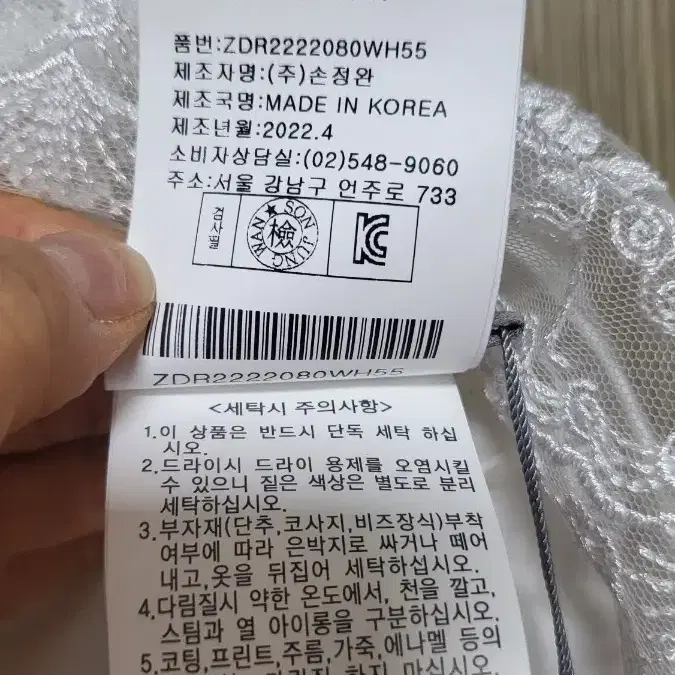 품번:ZDR2222080WH55
제조자명:(주)손정완
제조국명:MADE IN KOREA
제조년월:2022.4
소비자상담실:(02)548-9060
주소:서울 강남구 언주로 733
검사필
SON JUNG WAN
檢
KC
ZDR2222080WH55
<세탁시 주의사항>
1.이 상품은 반드시 단독 세탁 하십
시오.
2.드라이시 드라이 용제를 오염시킬
수 있으니 짙은 색상은 별도로 분리
세탁하십시오.
3.부자재(단추,코사지,비즈장식)부착
여부에 따라 은박지로 싸거나 떼어
내고,옷을 뒤집어 세탁하십시오.
4.다림질시 약한 온도에서, 천을 깔고,
스팀과 열 아이롱을 구분하십시오.
5.코팅,프린트,주름,가죽,에나멜 등의
하지 마십시오